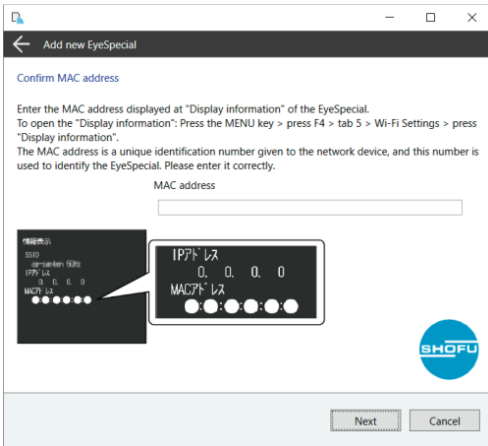 Add new EyeSpecial
Confirm MAC address
Enter the MAC address displayed at "Display information" of the EyeSpecial.
To open the "Display information": Press the MENU key > press F4 > tab 5 > Wi-Fi Settings > press
"Display information".
The MAC address is a unique identification number given to the network device, and this number is
used to identify the EyeSpecial. Please enter it correctly.
MAC address
情報表示
SSID
IPアドレス
0. 0. 0. 0
MACアドレス
IPアドレス
0. 0. 0. 0
MACアドレス
SHOFU
Next
Cancel